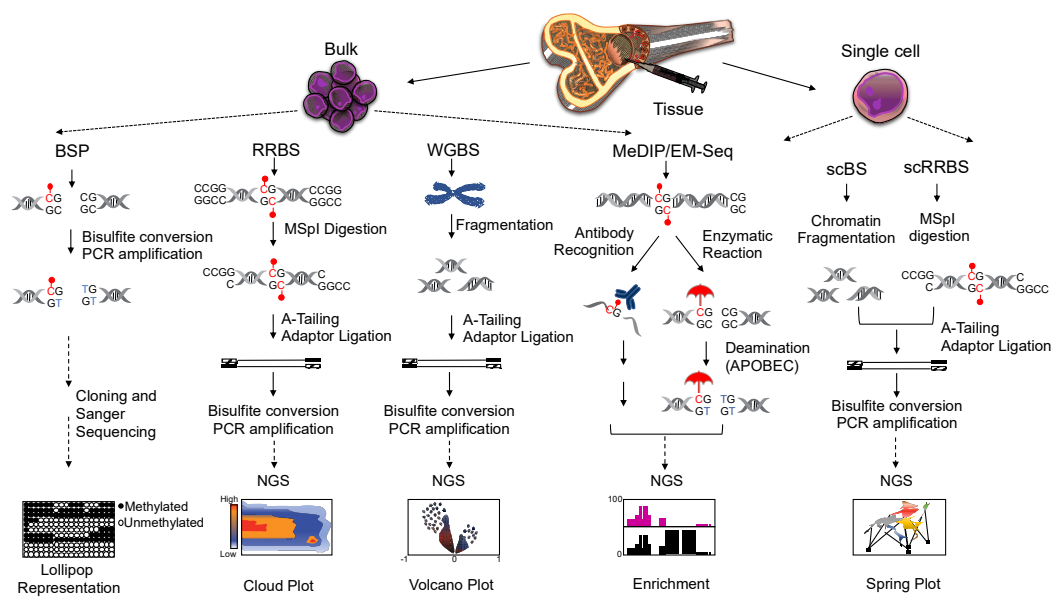 Bulk
Tissue
Single cell
BSP
RRBS
WGBS
MeDIP/EM-Seq
scBS
scRRBS
CG
GC
CG
GC
Bisulfite conversion
PCR amplification
CG
GT
TG
GT
Cloning and
Sanger
Sequencing
Methylated
Unmethylated
Lollipop
Representation
CCGG
GGCC
CG
GC
CCGG
GGCC
MSpI Digestion
CCGG
C
CG
GC
C
GGCC
A-Tailing
Adaptor Ligation
Bisulfite conversion
PCR amplification
NGS
High
Low
Cloud Plot
Fragmentation
A-Tailing
Adaptor Ligation
Bisulfite conversion
PCR amplification
NGS
-1
0
1
Volcano Plot
CG
GC
CG
GC
Antibody
Recognition
Enzymatic
Reaction
CG
CG
GC
CG
GC
Deamination
(APOBEC)
CG
GT
TG
GT
NGS
100
0
Enrichment
Chromatin
Fragmentation
MSpI
digestion
CCGG
C
CG
GC
C
GGCC
A-Tailing
Adaptor Ligation
Bisulfite conversion
PCR amplification
NGS
Spring Plot